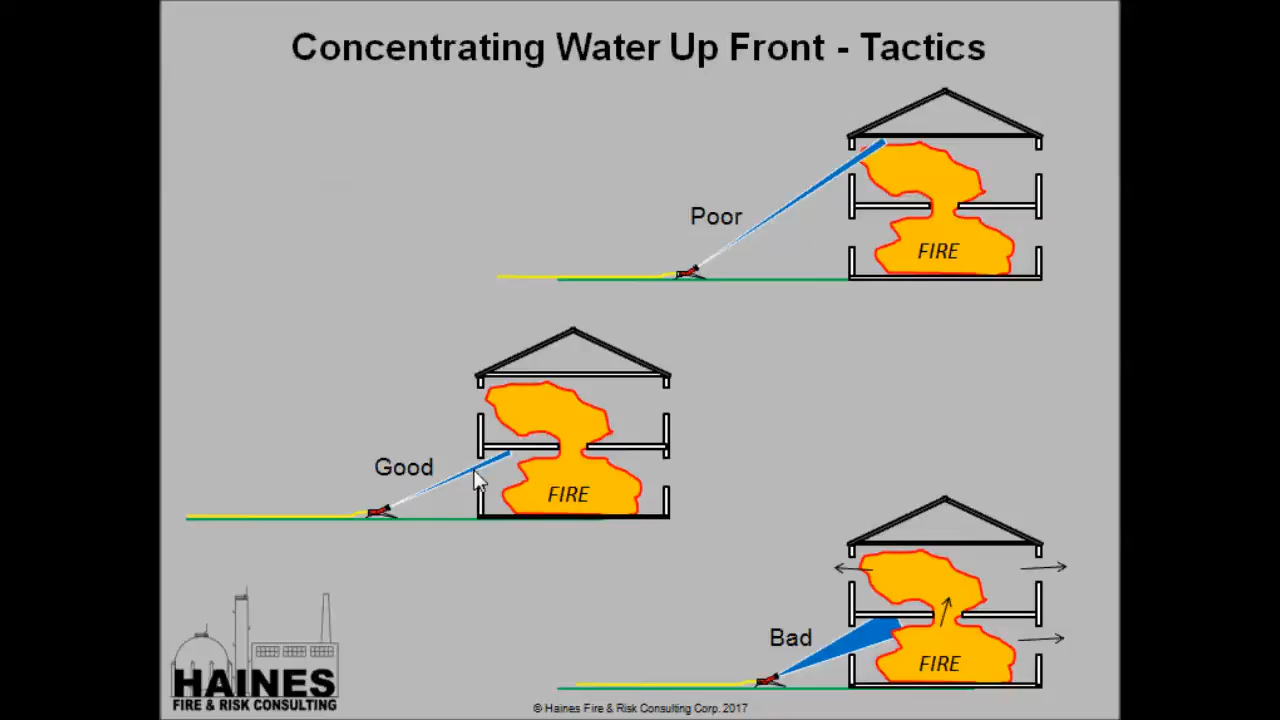 Concentrating Water Up Front - Tactics
Poor
FIRE
Good
FIRE
Bad
FIRE
HAINES
FIRE & RISK CONSULTING
© Haines Fire & Risk Consulting Corp. 2017